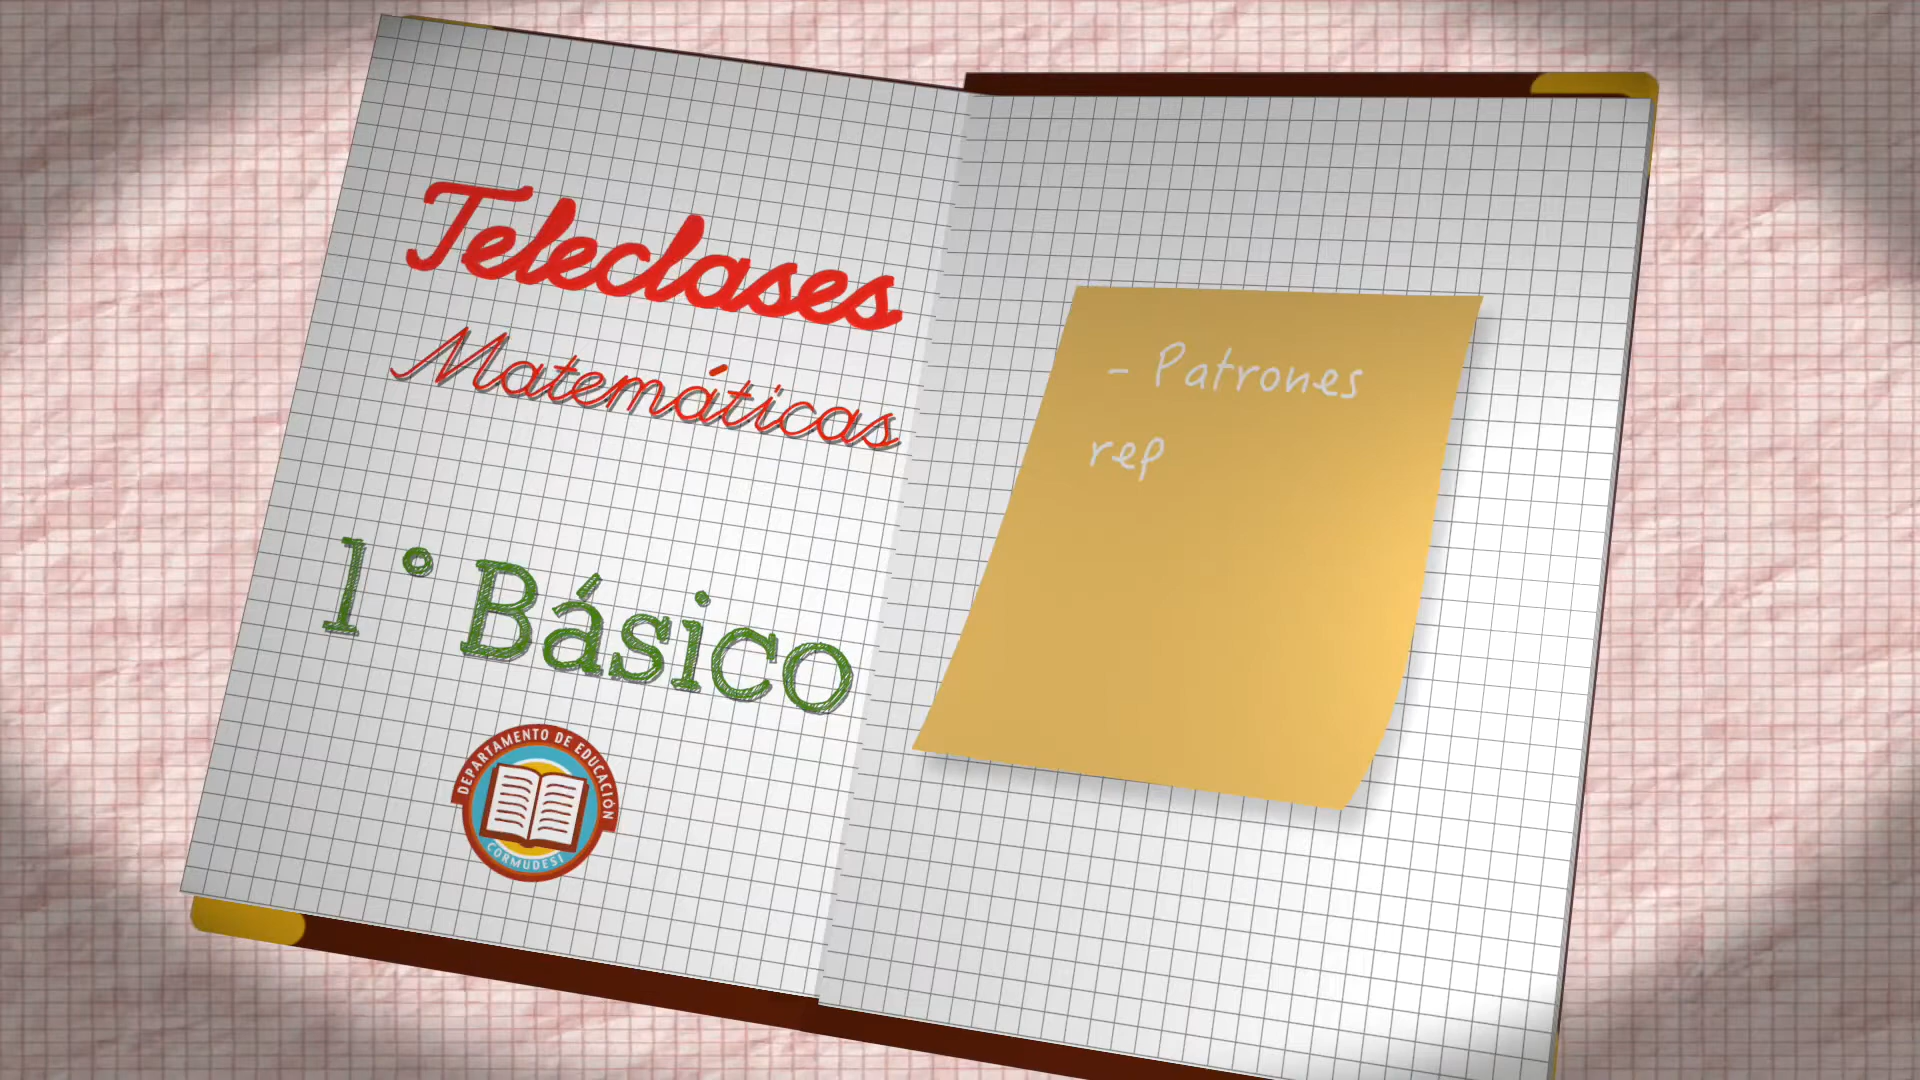 Teleclases
Matemáticas
1° Básico
DEPARTAMENTO DE EDUCACIÓN
CORMUDESI
- Patrones
rep